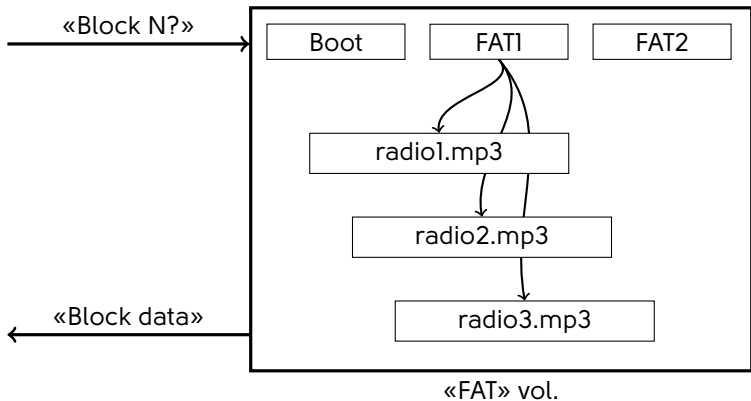 «Block N?»
Boot
FAT1
FAT2
radio1.mp3
radio2.mp3
«Block data»
radio3.mp3
«FAT» vol.